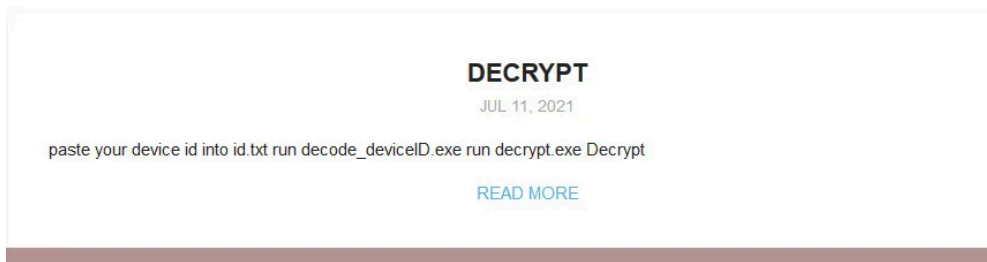 DECRYPT
JUL 11, 2021
paste your device id into id.txt run decode_deviceID.exe run decrypt.exe Decrypt
READ MORE